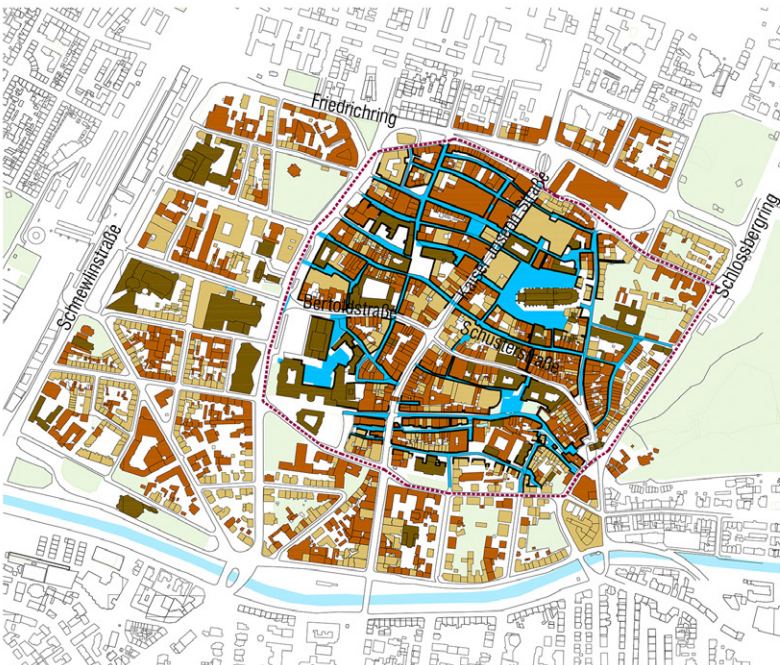 Friedrichring
Kaiser-Joseph-Straße
Schlossbergring
Schnewlinstraße
Bertoldstraße
Schusterstraße